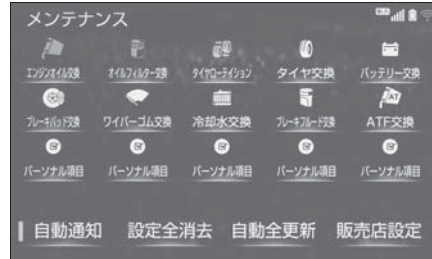 メンテナンス
エンジンオイル交換 オイルフィルター交換 タイヤローテイション タイヤ交換 バッテリー交換
ブレーキパッド交換 ワイパーゴム交換 冷却水交換 ブレーキフルード交換 ATF交換
パーソナル項目 パーソナル項目 パーソナル項目 パーソナル項目 パーソナル項目
自動通知 設定全消去 自動全更新 販売店設定